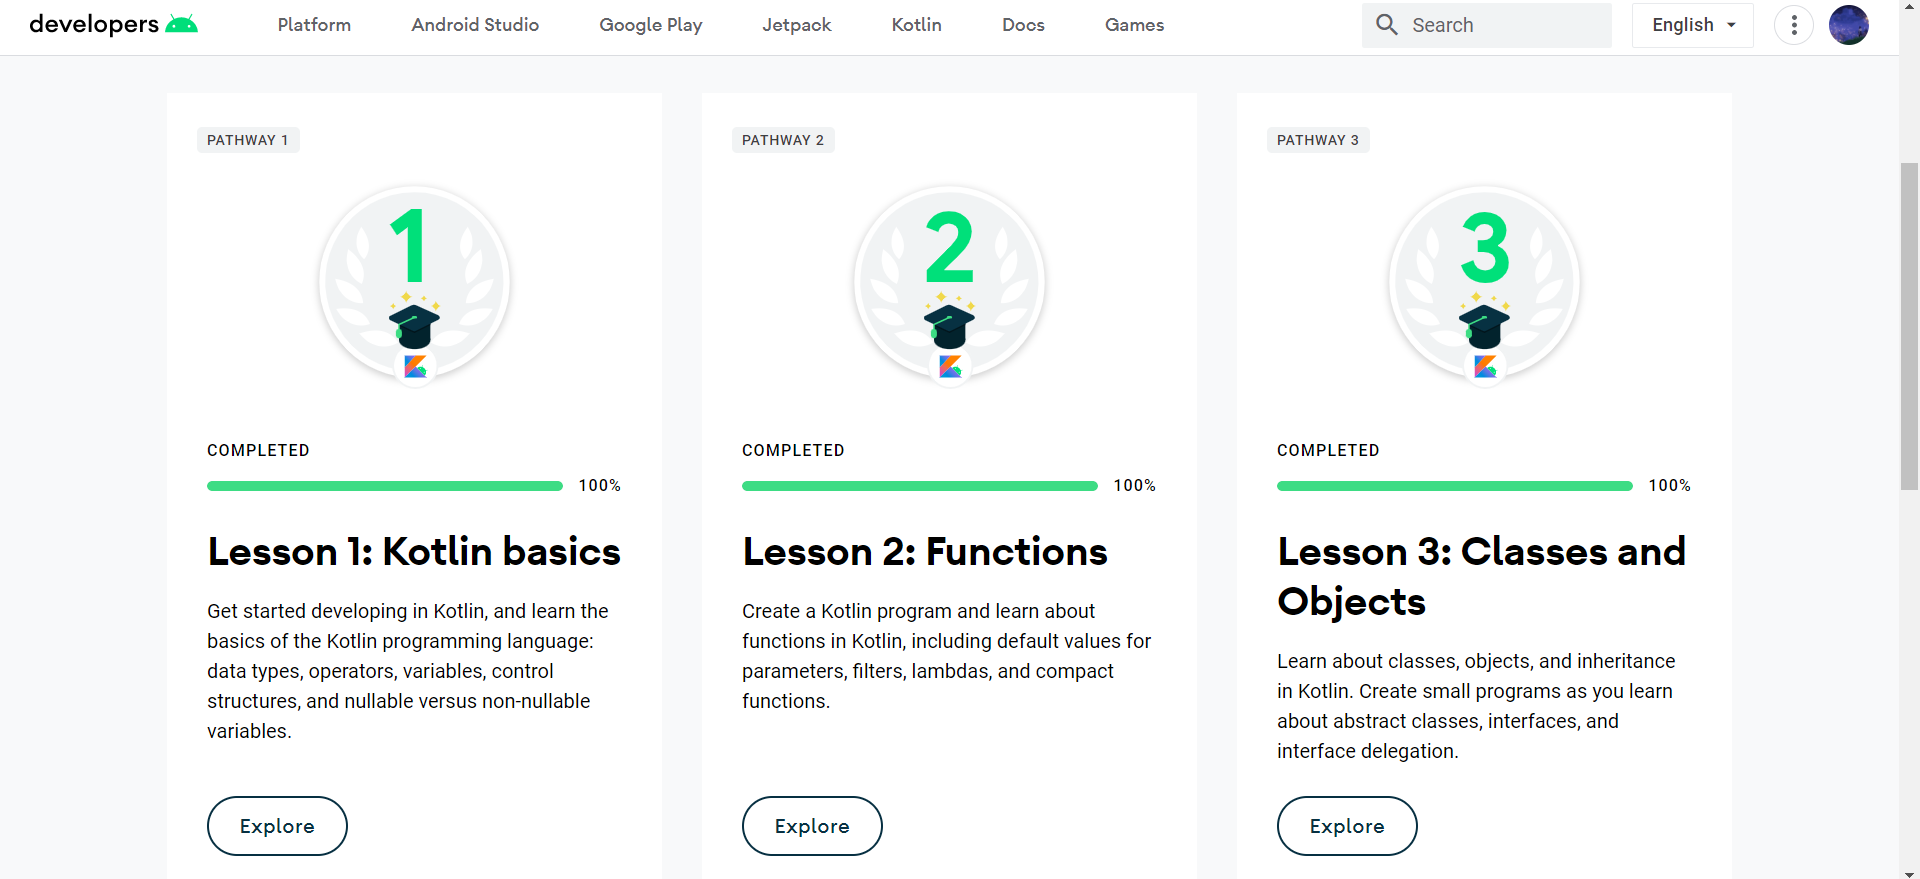 developers
Platform
Android Studio
Google Play
Jetpack
Kotlin
Docs
Games
Search
English
PATHWAY 1
1
COMPLETED
100%
Lesson 1: Kotlin basics
Get started developing in Kotlin, and learn the
basics of the Kotlin programming language:
data types, operators, variables, control
structures, and nullable versus non-nullable
variables.
Explore
PATHWAY 2
2
COMPLETED
100%
Lesson 2: Functions
Create a Kotlin program and learn about
functions in Kotlin, including default values for
parameters, filters, lambdas, and compact
functions.
Explore
PATHWAY 3
3
COMPLETED
100%
Lesson 3: Classes and
Objects
Learn about classes, objects, and inheritance
in Kotlin. Create small programs as you learn
about abstract classes, interfaces, and
interface delegation.
Explore